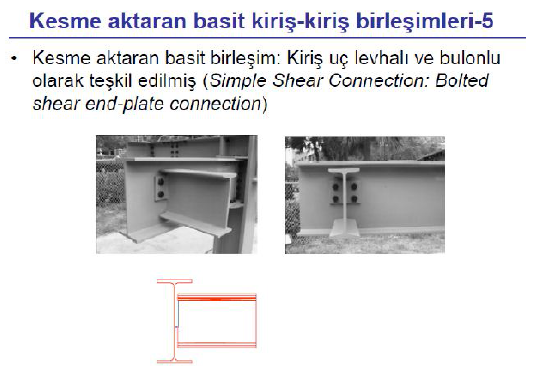 Kesme aktaran basit kiriş-kiriş birleşimleri-5
• Kesme aktaran basit birleşim: Kiriş uç levhalı ve bulonlu
olarak teşkil edilmiş (Simple Shear Connection: Bolted
shear end-plate connection)